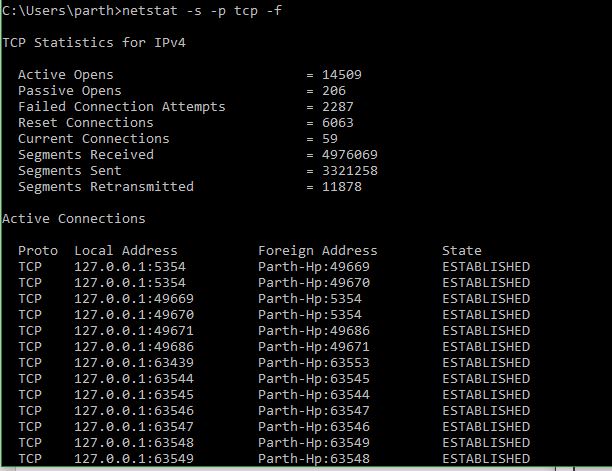 C:\Users\parth>netstat -s -p tcp -f
TCP Statistics for IPv4
Active Opens = 14509
Passive Opens = 206
Failed Connection Attempts = 2287
Reset Connections = 6063
Current Connections = 59
Segments Received = 4976069
Segments Sent = 3321258
Segments Retransmitted = 11878
Active Connections
Proto Local Address Foreign Address State
TCP 127.0.0.1:5354 Parth-Hp:49669 ESTABLISHED
TCP 127.0.0.1:5354 Parth-Hp:49670 ESTABLISHED
TCP 127.0.0.1:49669 Parth-Hp:5354 ESTABLISHED
TCP 127.0.0.1:49670 Parth-Hp:5354 ESTABLISHED
TCP 127.0.0.1:49671 Parth-Hp:49686 ESTABLISHED
TCP 127.0.0.1:49686 Parth-Hp:49671 ESTABLISHED
TCP 127.0.0.1:63439 Parth-Hp:63553 ESTABLISHED
TCP 127.0.0.1:63544 Parth-Hp:63545 ESTABLISHED
TCP 127.0.0.1:63545 Parth-Hp:63544 ESTABLISHED
TCP 127.0.0.1:63546 Parth-Hp:63547 ESTABLISHED
TCP 127.0.0.1:63547 Parth-Hp:63546 ESTABLISHED
TCP 127.0.0.1:63548 Parth-Hp:63549 ESTABLISHED
TCP 127.0.0.1:63549 Parth-Hp:63548 ESTABLISHED